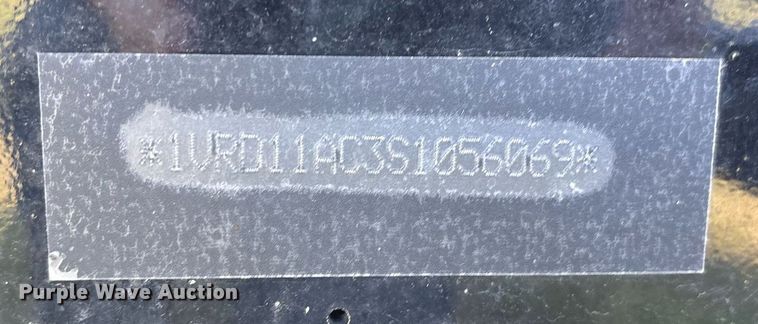 *1VRD11AC3S1056069*
Purple Wave Auction